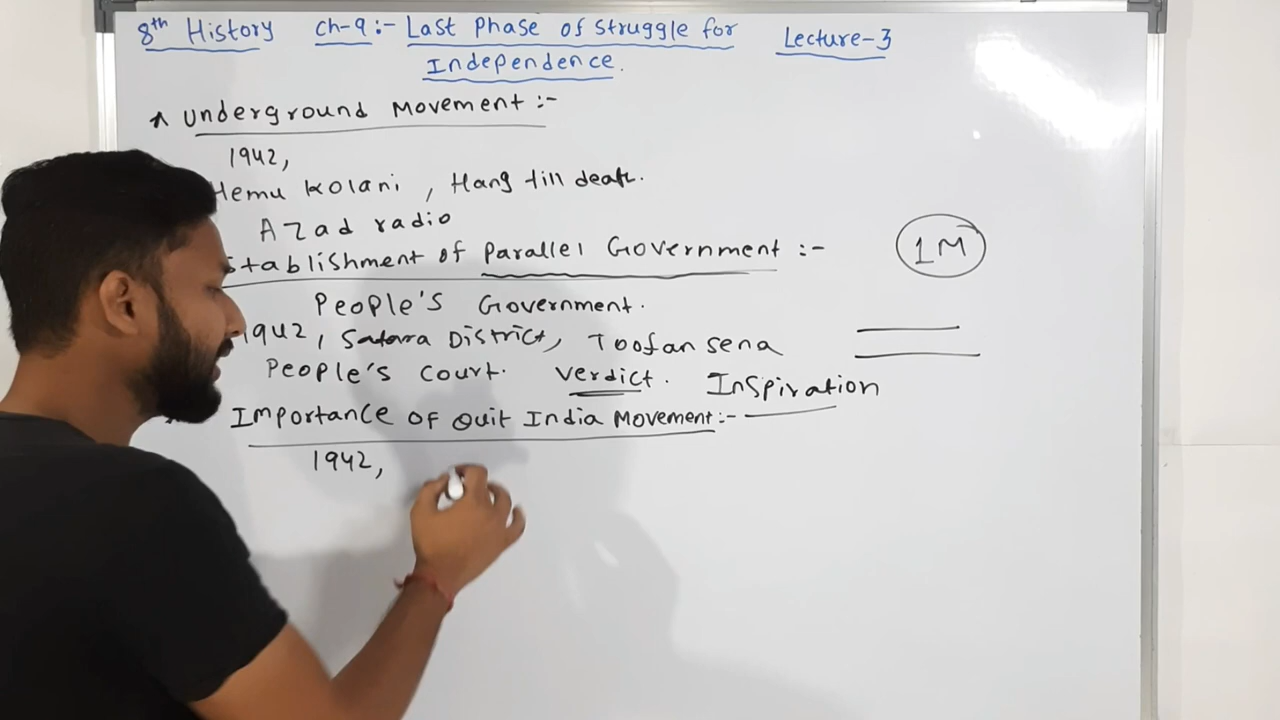 8th History ch-9:- Last Phase of Struggle for Independence. Lecture-3
* Underground Movement :-
1942,
Hemu Kolani, Hang till death.
Azad radio
stablishment of Parallel Government :-
1M
People's Government.
1942, Satara District, Toofan sena
People's court. Verdict. Inspiration
Importance of Quit India Movement:-
1942,